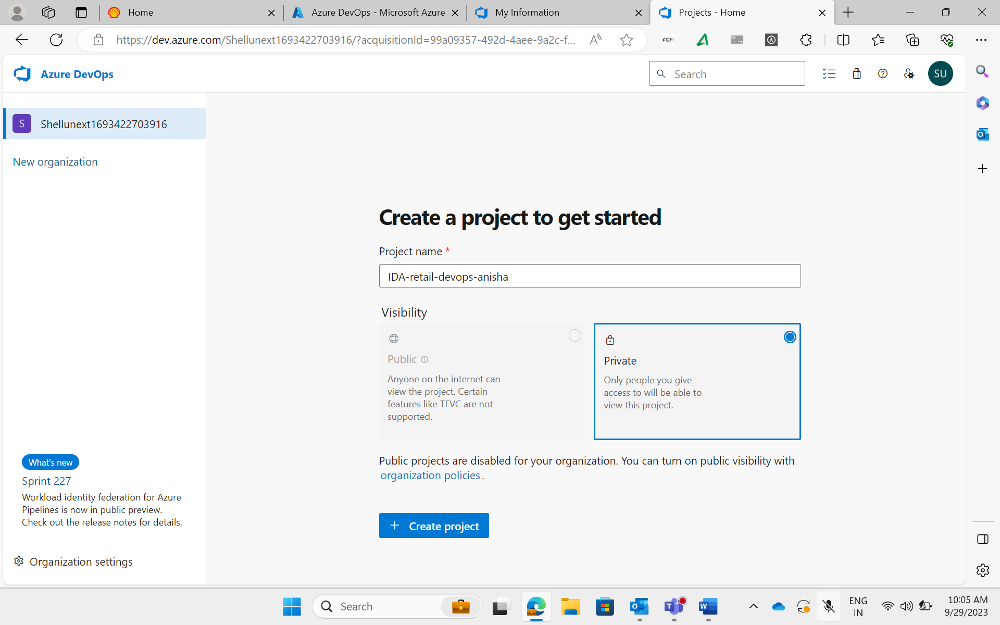 Home
Azure DevOps - Microsoft Azure
My Information
Projects - Home
https://dev.azure.com/Shellunext1693422703916/?acquisitionId=99a09357-492d-4aee-9a2c-f...
FCM
Azure DevOps
Search
SU
S
Shellunext1693422703916
New organization
Create a project to get started
Project name *
IDA-retail-devops-anisha
Visibility
Public
Anyone on the internet can
view the project. Certain
features like TFVC are not
supported.
Private
Only people you give
access to will be able to
view this project.
Public projects are disabled for your organization. You can turn on public visibility with
organization policies.
Create project
What's new
Sprint 227
Workload identity federation for Azure
Pipelines is now in public preview.
Check out the release notes for details.
Organization settings
Search
ENG
IN
10:05 AM
9/29/2023